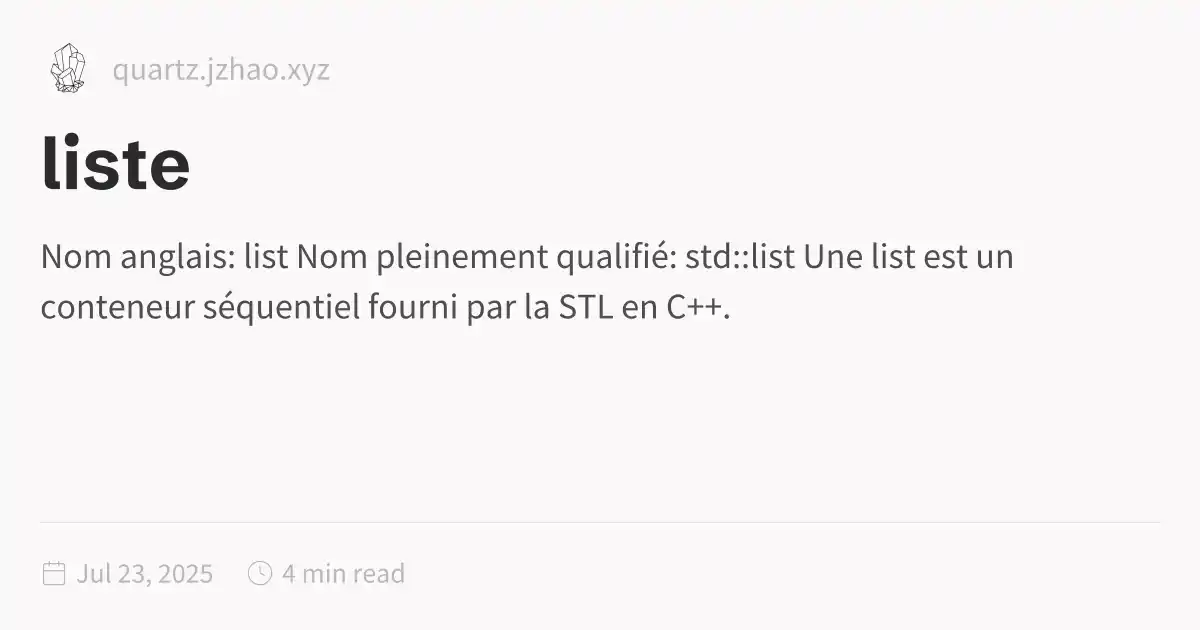 quartz.jzhao.xyz
liste
Nom anglais: list Nom pleinement qualifié: std::list Une list est un
conteneur séquentiel fourni par la STL en C++.
Jul 23, 2025 4 min read